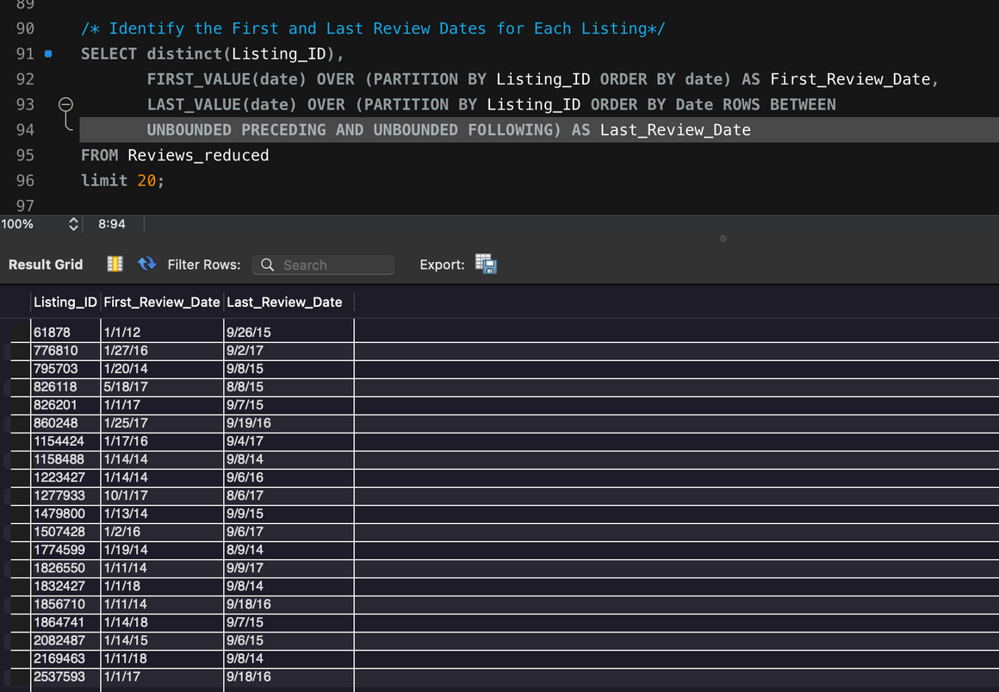 89
90 /* Identify the First and Last Review Dates for Each Listing*/
91 SELECT distinct(Listing_ID),
92 FIRST_VALUE(date) OVER (PARTITION BY Listing_ID ORDER BY date) AS First_Review_Date,
93 LAST_VALUE(date) OVER (PARTITION BY Listing_ID ORDER BY Date ROWS BETWEEN
94 UNBOUNDED PRECEDING AND UNBOUNDED FOLLOWING) AS Last_Review_Date
95 FROM Reviews_reduced
96 limit 20;
97
100% 8:94
Result Grid Filter Rows: Search Export:
Listing_ID First_Review_Date Last_Review_Date
61878 1/1/12 9/26/15
776810 1/27/16 9/2/17
795703 1/20/14 9/8/15
826118 5/18/17 8/8/15
826201 1/1/17 9/7/15
860248 1/25/17 9/19/16
1154424 1/17/16 9/4/17
1158488 1/14/14 9/8/14
1223427 1/14/14 9/6/16
1277933 10/1/17 8/6/17
1479800 1/13/14 9/9/15
1507428 1/2/16 9/6/17
1774599 1/19/14 8/9/14
1826550 1/11/14 9/9/17
1832427 1/1/18 9/8/14
1856710 1/11/14 9/18/16
1864741 1/14/18 9/7/15
2082487 1/14/15 9/6/15
2169463 1/11/18 9/8/14
2537593 1/1/17 9/18/16